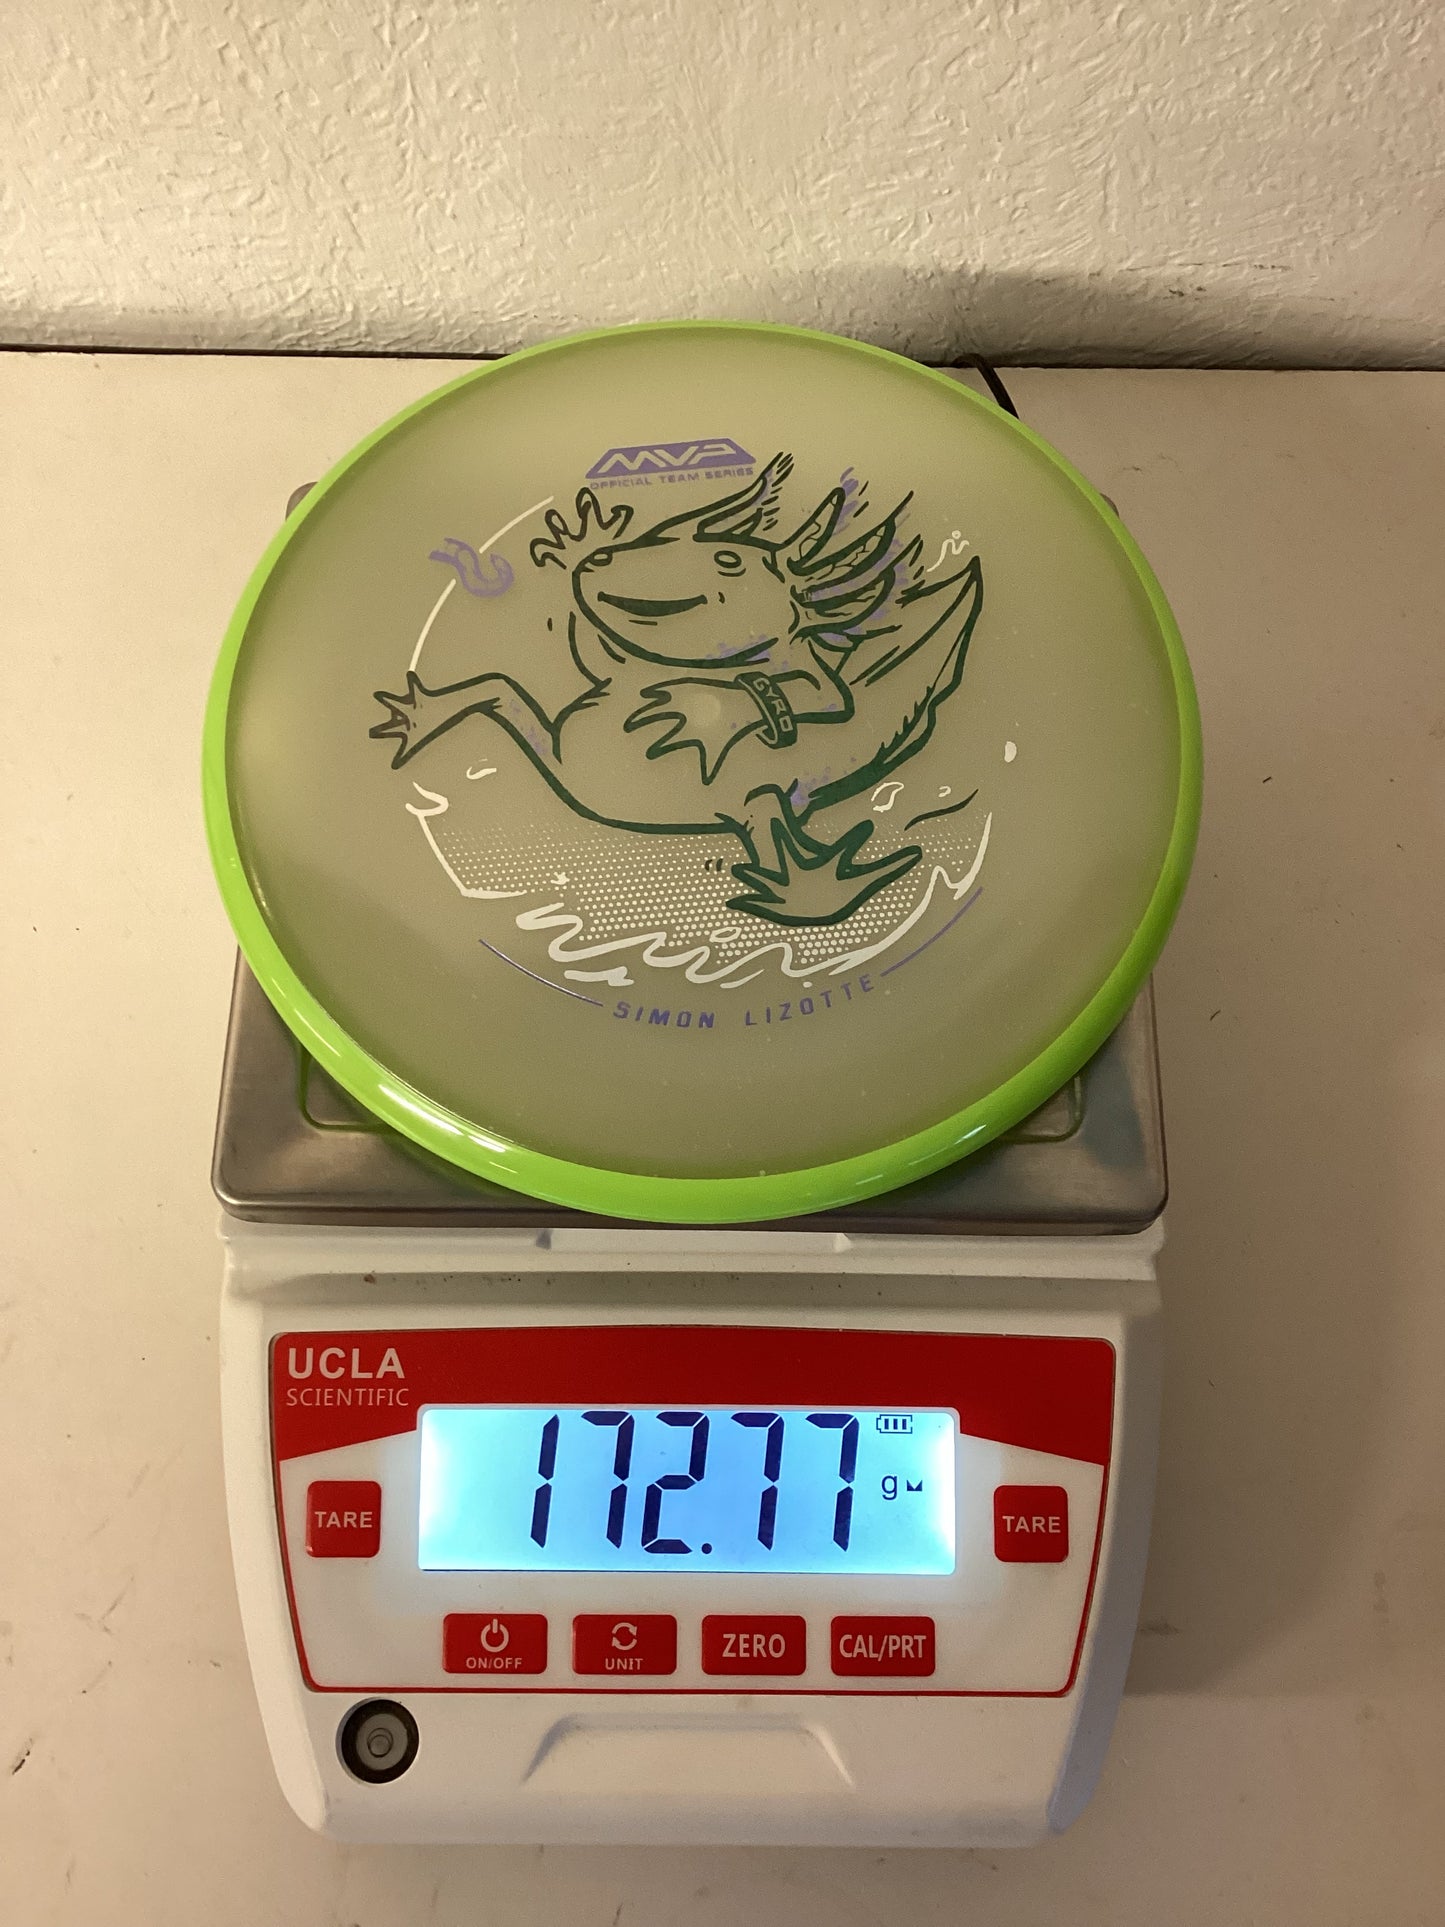 MVP
OFFICIAL TEAM SERIES
GYRO
SIMON LIZOTTE
UCLA
SCIENTIFIC
172.77
g
TARE
TARE
ON/OFF
UNIT
ZERO
CAL/PRT